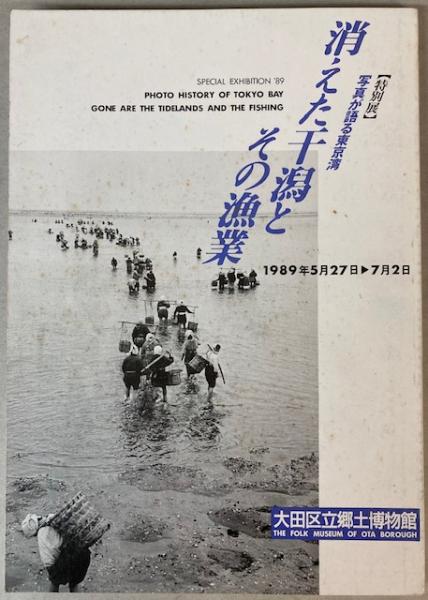 【特別展】
写真が語る東京湾
消えた干潟と
その漁業
SPECIAL EXHIBITION '89
PHOTO HISTORY OF TOKYO BAY
GONE ARE THE TIDELANDS AND THE FISHING
1989年5月27日▶7月2日
大田区立郷土博物館
THE FOLK MUSEUM OF OTA BOROUGH